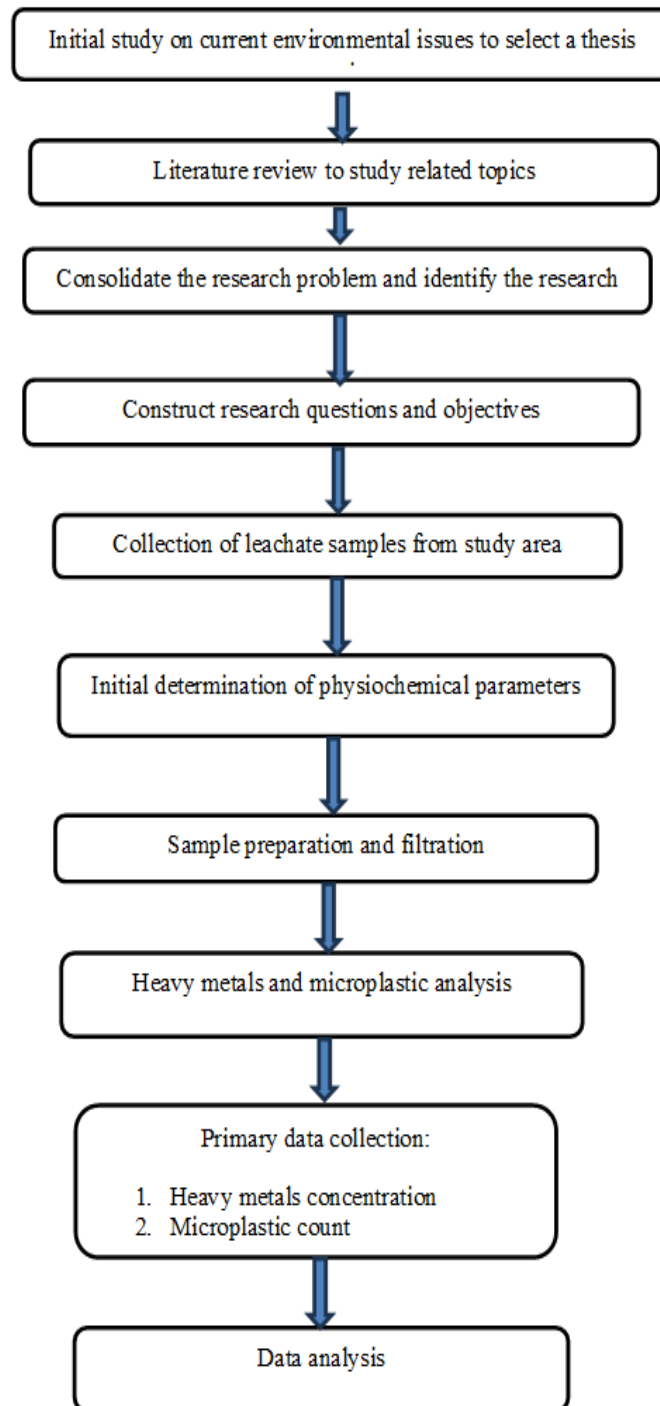 Initial study on current environmental issues to select a thesis
.
Literature review to study related topics
Consolidate the research problem and identify the research
Construct research questions and objectives
Collection of leachate samples from study area
Initial determination of physiochemical parameters
Sample preparation and filtration
Heavy metals and microplastic analysis
Primary data collection:
1. Heavy metals concentration
2. Microplastic count
Data analysis